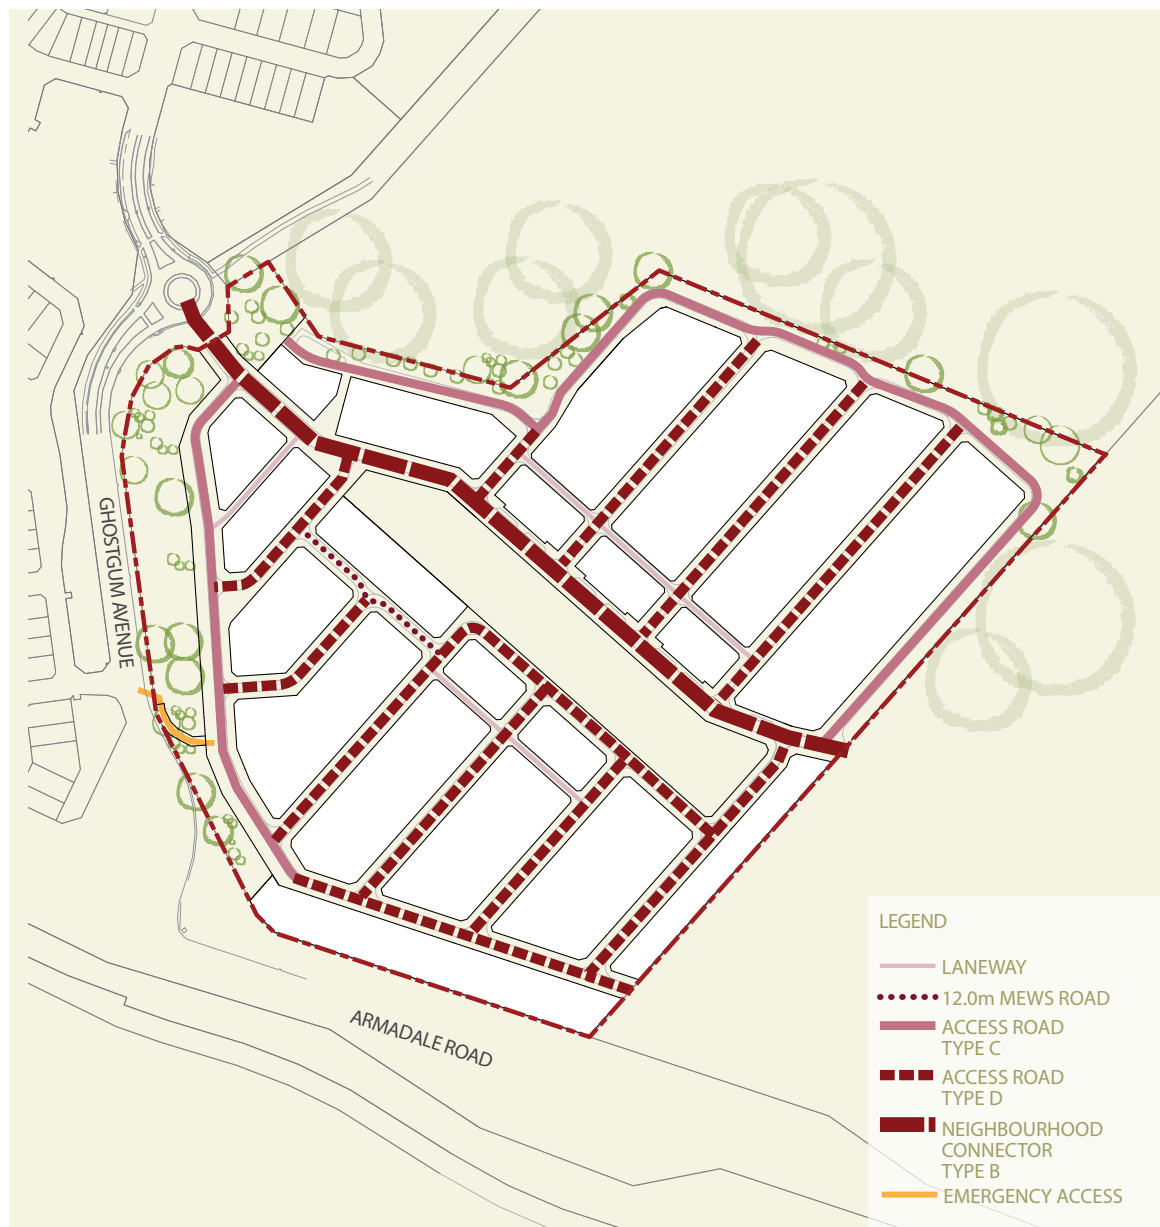 GHOSTGUM AVENUE
ARMADALE ROAD
LEGEND
LANEWAY
12.0m MEWS ROAD
ACCESS ROAD
TYPE C
ACCESS ROAD
TYPE D
NEIGHBOURHOOD
CONNECTOR
TYPE B
EMERGENCY ACCESS